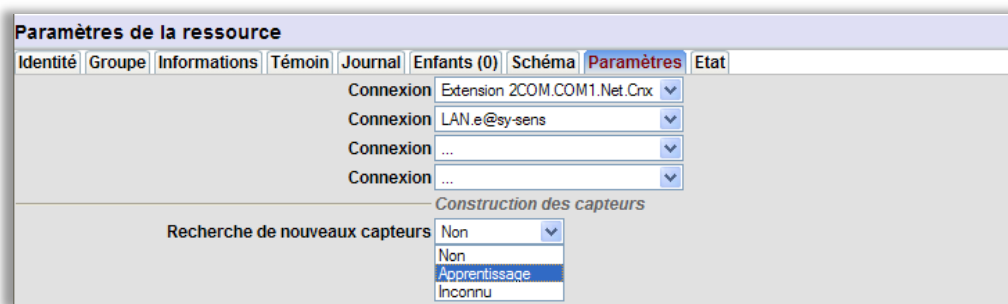 Paramètres de la ressource
Identité Groupe Informations Témoin Journal Enfants (0) Schéma Paramètres Etat
Connexion Extension 2COM.COM1.Net.Cnx
Connexion LAN.e@sy-sens
Connexion ...
Connexion ...
Construction des capteurs
Recherche de nouveaux capteurs Non
Non
Apprentissage
Inconnu